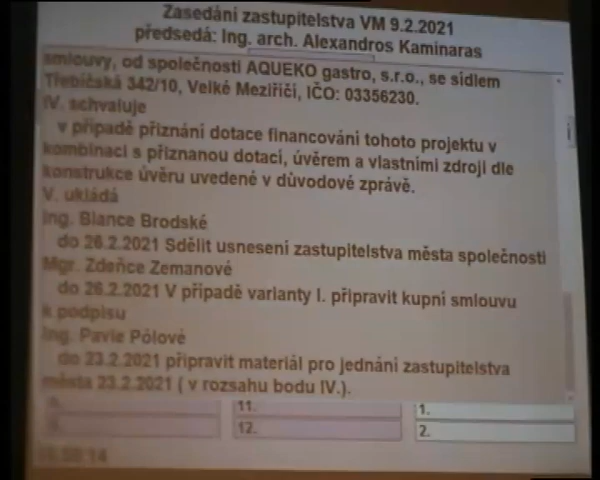 Zasedání zastupitelstva VM 9.2.2021
předsedá: Ing. arch. Alexandros Kaminaras
smlouvy, od společnosti AQUEKO gastro, s.r.o., se sídlem
Třebíčská 342/10, Velké Meziříčí, IČO: 03356230.
IV. schvaluje
v případě přiznání dotace financování tohoto projektu v
kombinaci s přiznanou dotací, úvěrem a vlastními zdroji dle
konstrukce úvěru uvedené v důvodové zprávě.
V. ukládá
Ing. Blance Brodské
do 26.2.2021 Sdělit usnesení zastupitelstva města společnosti
Mgr. Zdeňce Zemanové
do 26.2.2021 V případě varianty I. připravit kupní smlouvu
k podpisu
Ing. Pavle Pólové
do 23.2.2021 připravit materiál pro jednání zastupitelstva
města 23.2.2021 ( v rozsahu bodu IV.).
11. 1.
12. 2.